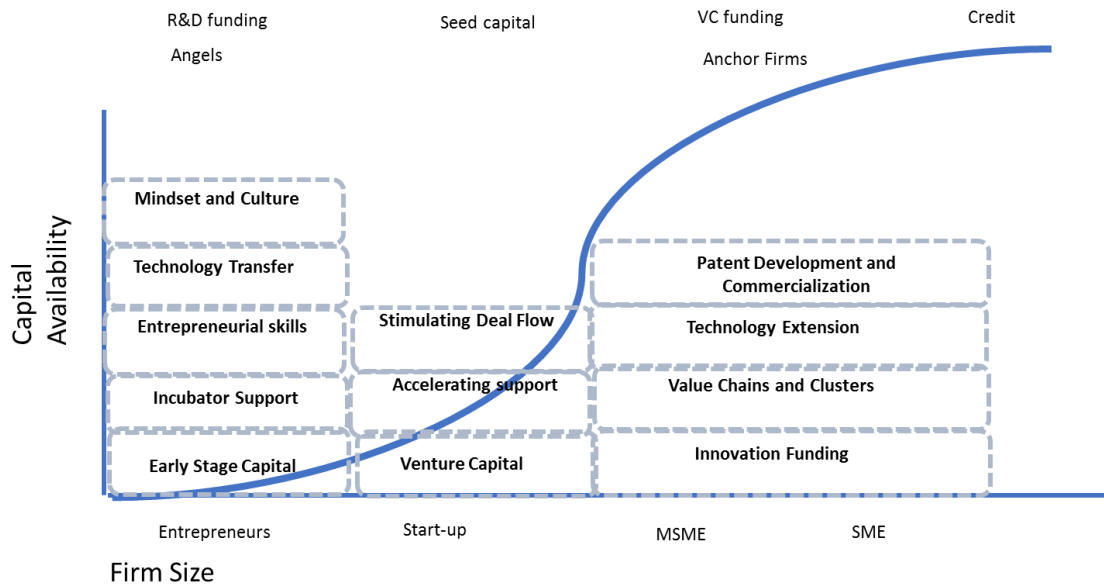 R&D funding
Seed capital
VC funding
Credit
Angels
Anchor Firms
Capital
Availability
Mindset and Culture
Technology Transfer
Entrepreneurial skills
Incubator Support
Early Stage Capital
Stimulating Deal Flow
Accelerating support
Venture Capital
Patent Development and
Commercialization
Technology Extension
Value Chains and Clusters
Innovation Funding
Entrepreneurs
Start-up
MSME
SME
Firm Size